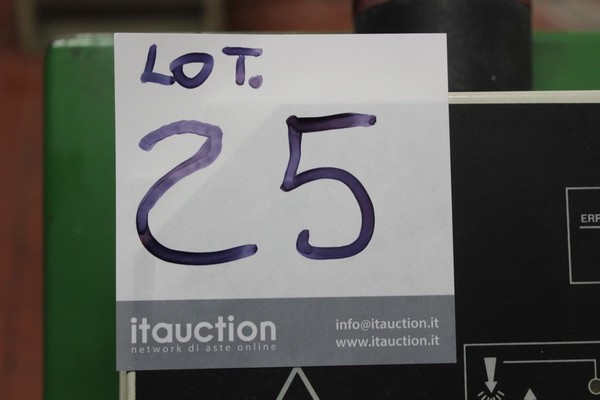 LOT.
25
itauction
network di aste online
info@itauction.it
www.itauction.it